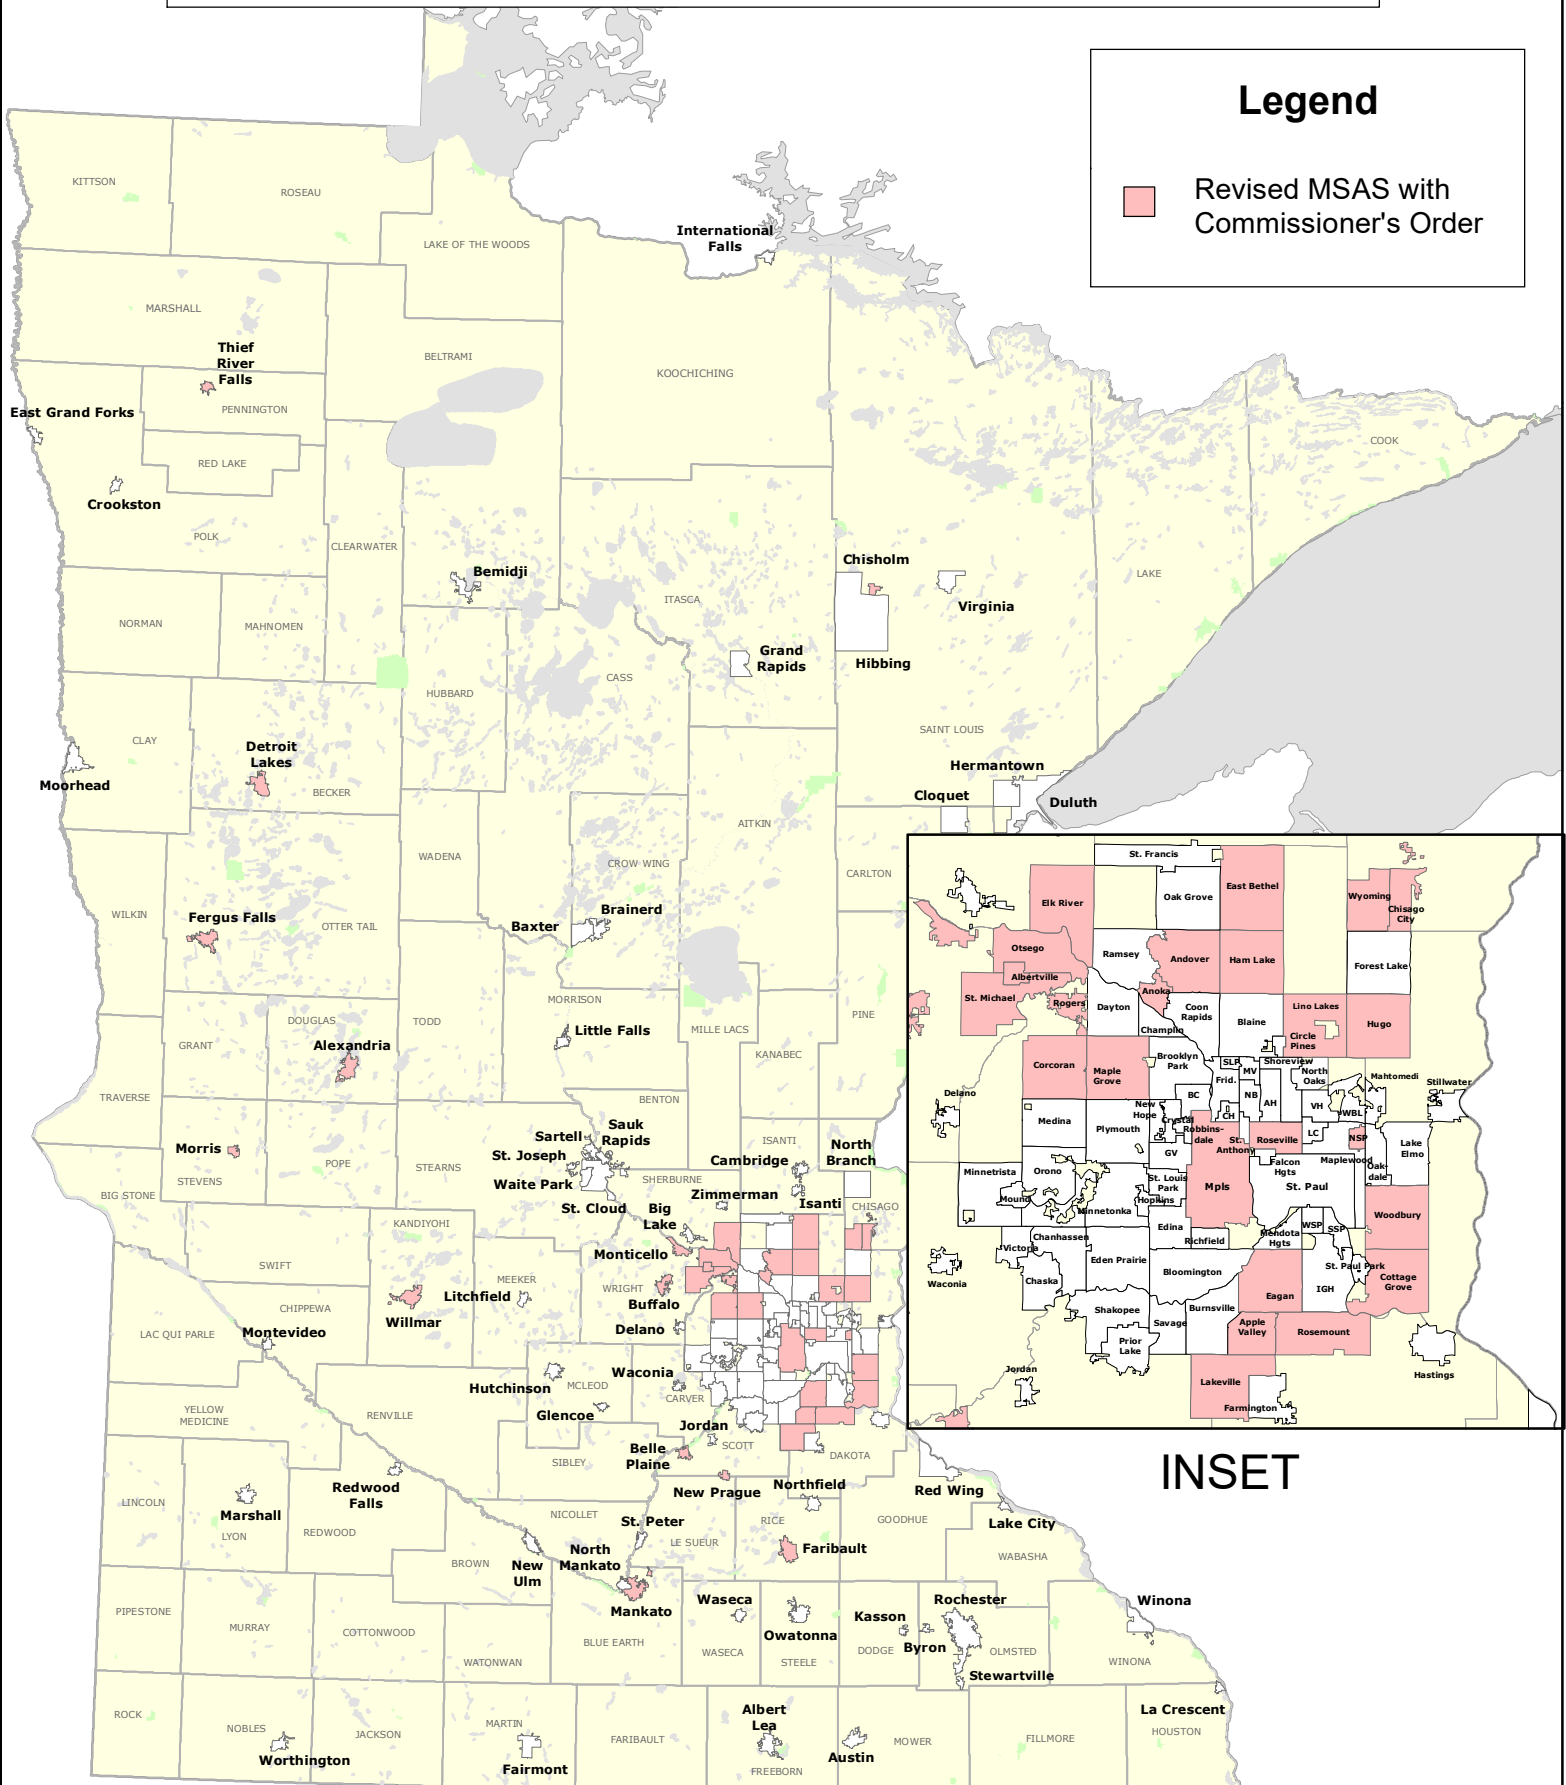 Legend
Revised MSAS with
Commissioner's Order
KITTSON
ROSEAU
LAKE OF THE WOODS
International
Falls
MARSHALL
Thief
River
Falls
BELTRAMI
KOOCHICHING
PENNINGTON
East Grand Forks
RED LAKE
COOK
Crookston
POLK
CLEARWATER
Bemidji
ITASCA
Chisholm
Virginia
LAKE
NORMAN
MAHNOMEN
Grand
Rapids
Hibbing
HUBBARD
CASS
SAINT LOUIS
CLAY
Detroit
Lakes
BECKER
Moorhead
Hermantown
Cloquet
Duluth
AITKIN
WADENA
CROW WING
CARLTON
WILKIN
Fergus Falls
OTTER TAIL
Baxter
Brainerd
MORRISON
Little Falls
MILLE LACS
PINE
KANABEC
GRANT
DOUGLAS
Alexandria
TODD
TRAVERSE
BENTON
Morris
STEVENS
POPE
STEARNS
Sartell
Sauk
Rapids
St. Joseph
Waite Park
St. Cloud
ISANTI
Cambridge
North
Branch
SHERBURNE
Zimmerman
Isanti
CHISAGO
BIG STONE
KANDIYOHI
Big
Lake
Monticello
SWIFT
MEEKER
WRIGHT
Buffalo
Litchfield
CHIPPEWA
Willmar
Delano
LAC QUI PARLE
Montevideo
Waconia
Hutchinson
MCLEOD
CARVER
Glencoe
YELLOW
MEDICINE
RENVILLE
Jordan
SCOTT
Belle
Plaine
SIBLEY
DAKOTA
New Prague
Northfield
Red Wing
LINCOLN
Marshall
LYON
Redwood
Falls
REDWOOD
NICOLLET
St. Peter
LE SUEUR
RICE
Faribault
GOODHUE
Lake City
WABASHA
BROWN
New
Ulm
North
Mankato
Mankato
PIPESTONE
MURRAY
COTTONWOOD
WATONWAN
BLUE EARTH
Waseca
WASECA
Owatonna
STEELE
Kasson
DODGE
Byron
Rochester
OLMSTED
Stewartville
Winona
WINONA
ROCK
NOBLES
Worthington
JACKSON
MARTIN
Fairmont
FARIBAULT
Albert
Lea
FREEBORN
Austin
MOWER
FILLMORE
La Crescent
HOUSTON
St. Francis
Elk River
Oak Grove
East Bethel
Wyoming
Chisago
City
Otsego
Ramsey
Andover
Ham Lake
Forest Lake
Albertville
St. Michael
Rogers
Dayton
Anoka
Coon
Rapids
Champlin
Blaine
Lino Lakes
Circle
Pines
Hugo
Corcoran
Maple
Grove
Brooklyn
Park
SLP
MV
Shoreview
North
Oaks
Frid.
Mahtomedi
Stillwater
Delano
BC
NB
AH
VH
WBL
New
Hope
Crystal
CH
Medina
Plymouth
Robbins-
dale
St.
Anthony
Roseville
LC
NSP
Lake
Elmo
GV
Falcon
Hgts
Maplewood
Oak-
dale
Minnetrista
Orono
St. Louis
Park
Mpls
St. Paul
Mound
Hopkins
Minnetonka
Woodbury
Edina
Richfield
WSP
SSP
Mendota
Hgts
Chanhassen
Victoria
Eden Prairie
Bloomington
St. Paul Park
Waconia
Chaska
Eagan
IGH
Cottage
Grove
Shakopee
Savage
Burnsville
Apple
Valley
Rosemount
Prior
Lake
Jordan
Lakeville
Farmington
Hastings
INSET